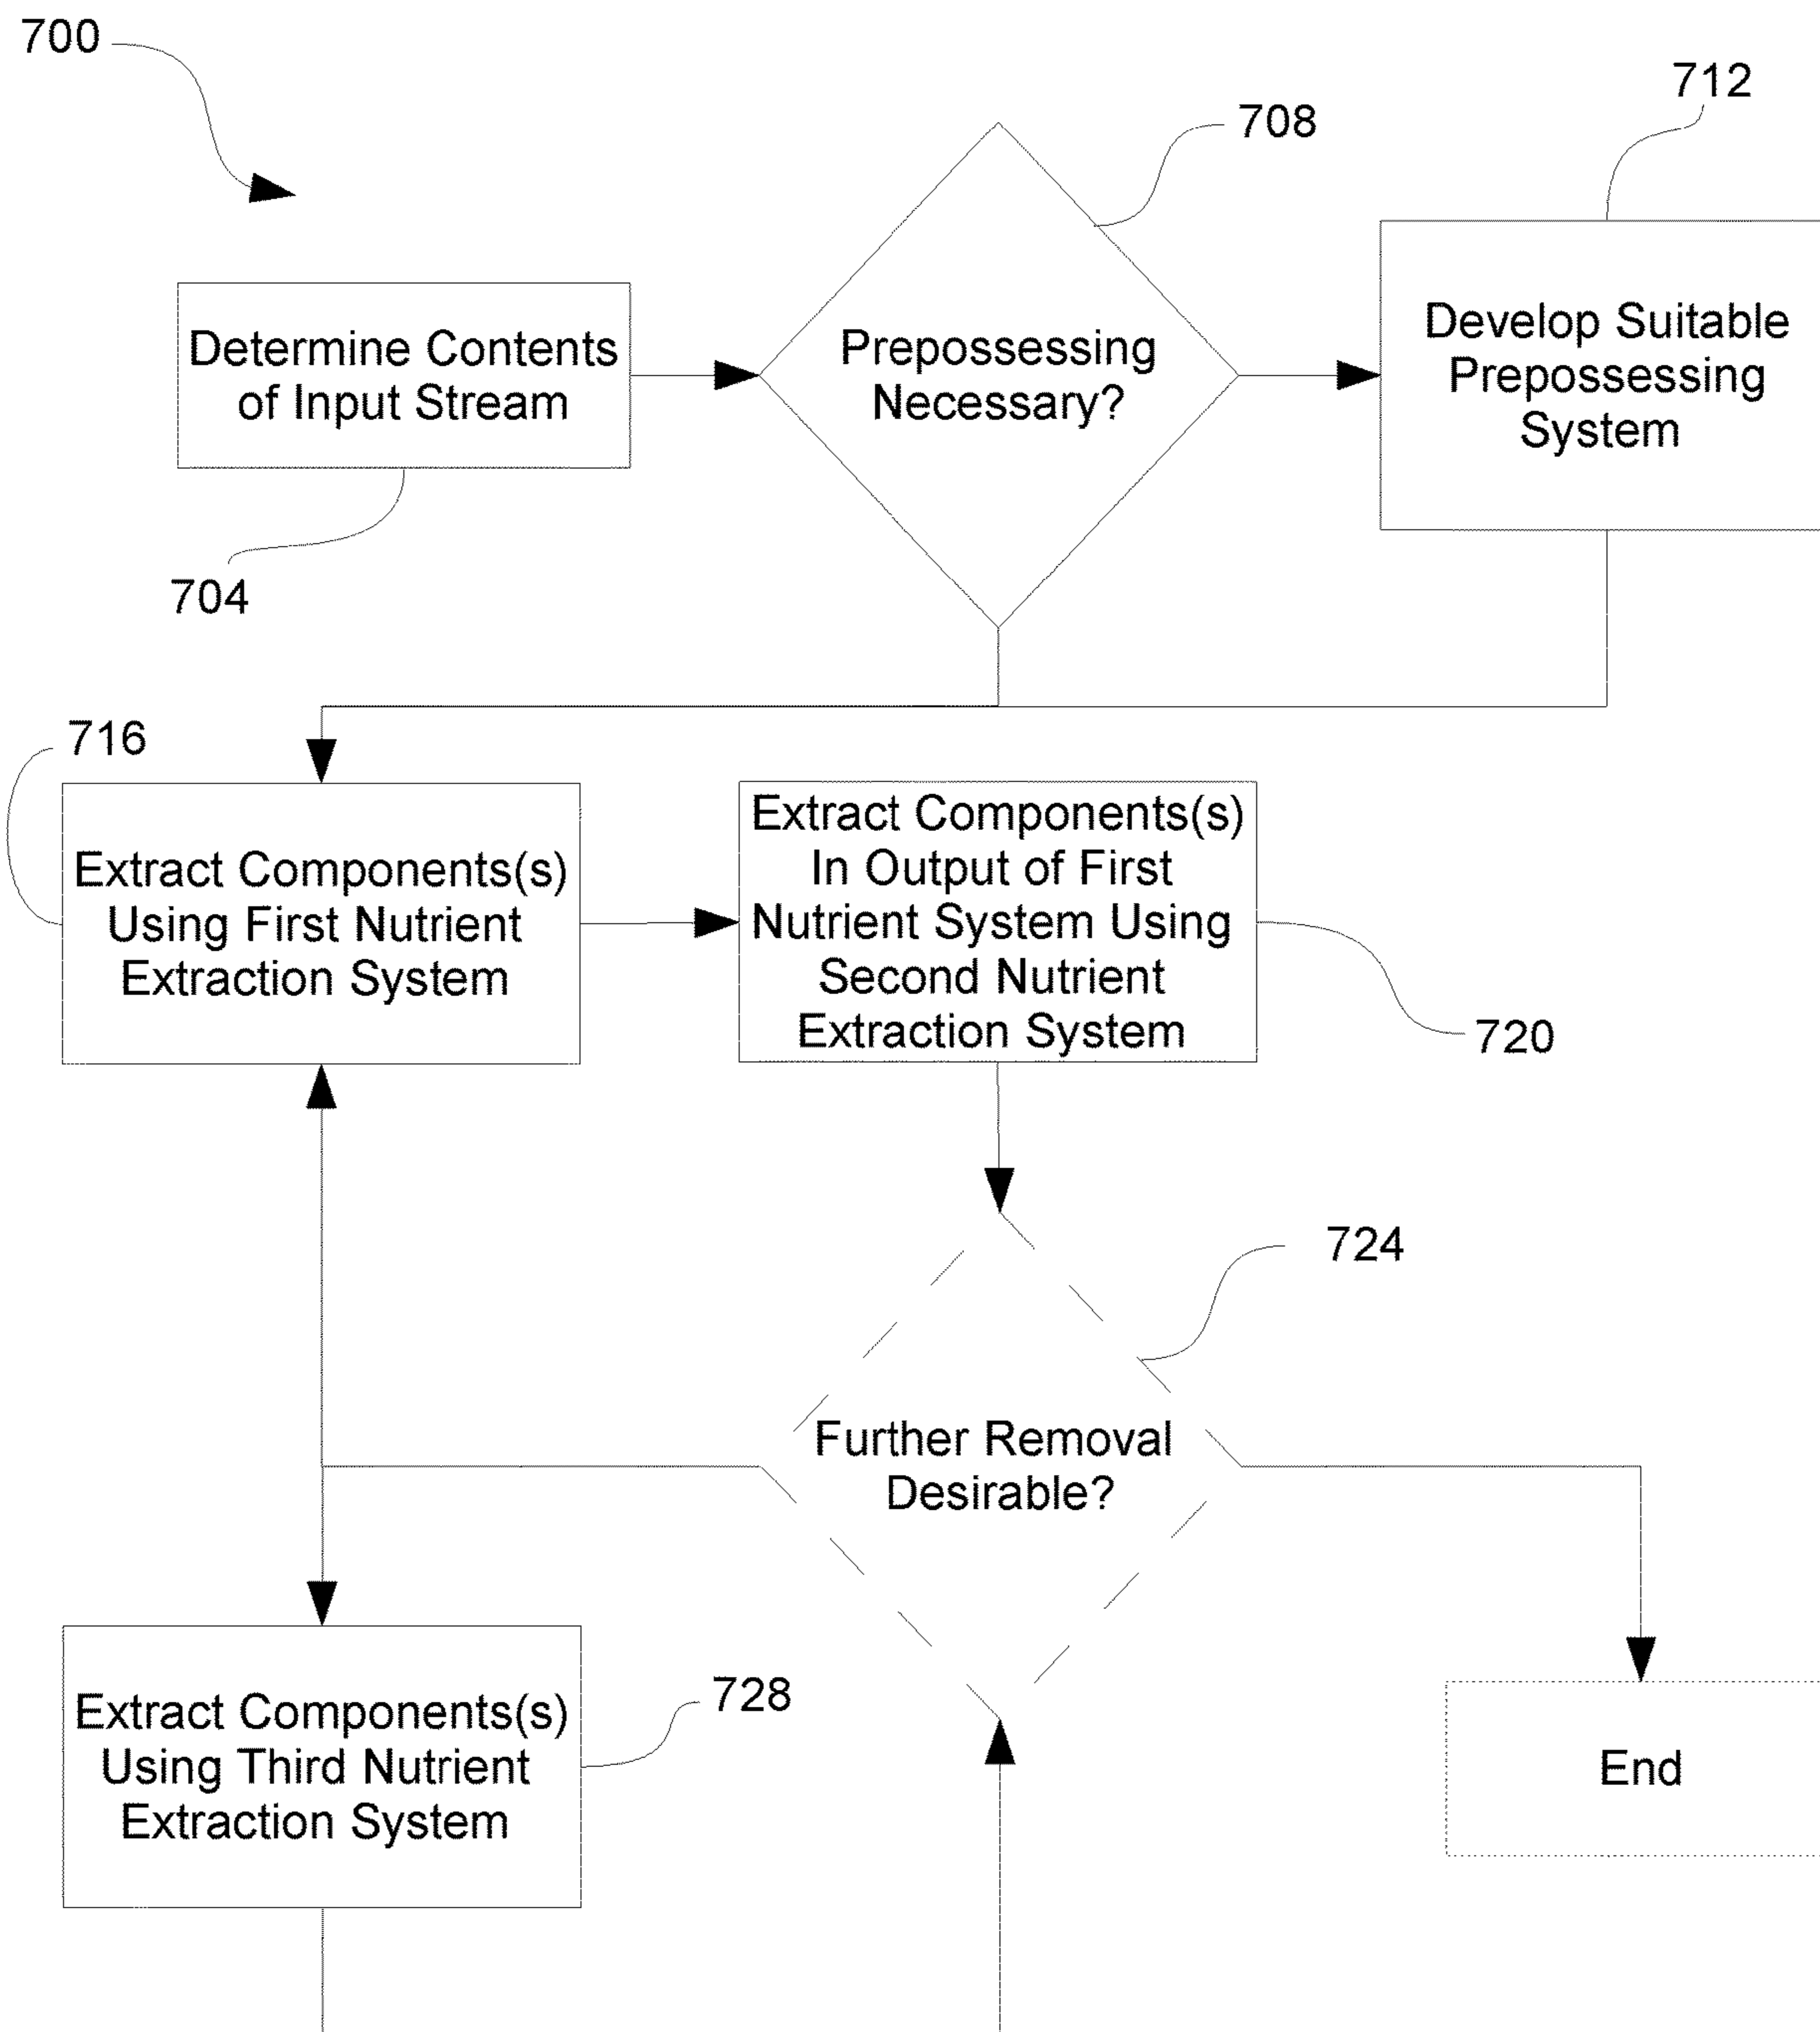 700
712
708
Determine Contents
of Input Stream
Prepossessing
Necessary?
Develop Suitable
Prepossessing
System
704
716
Extract Components(s)
Using First Nutrient
Extraction System
Extract Components(s)
In Output of First
Nutrient System Using
Second Nutrient
Extraction System
720
724
Further Removal
Desirable?
728
Extract Components(s)
Using Third Nutrient
Extraction System
End